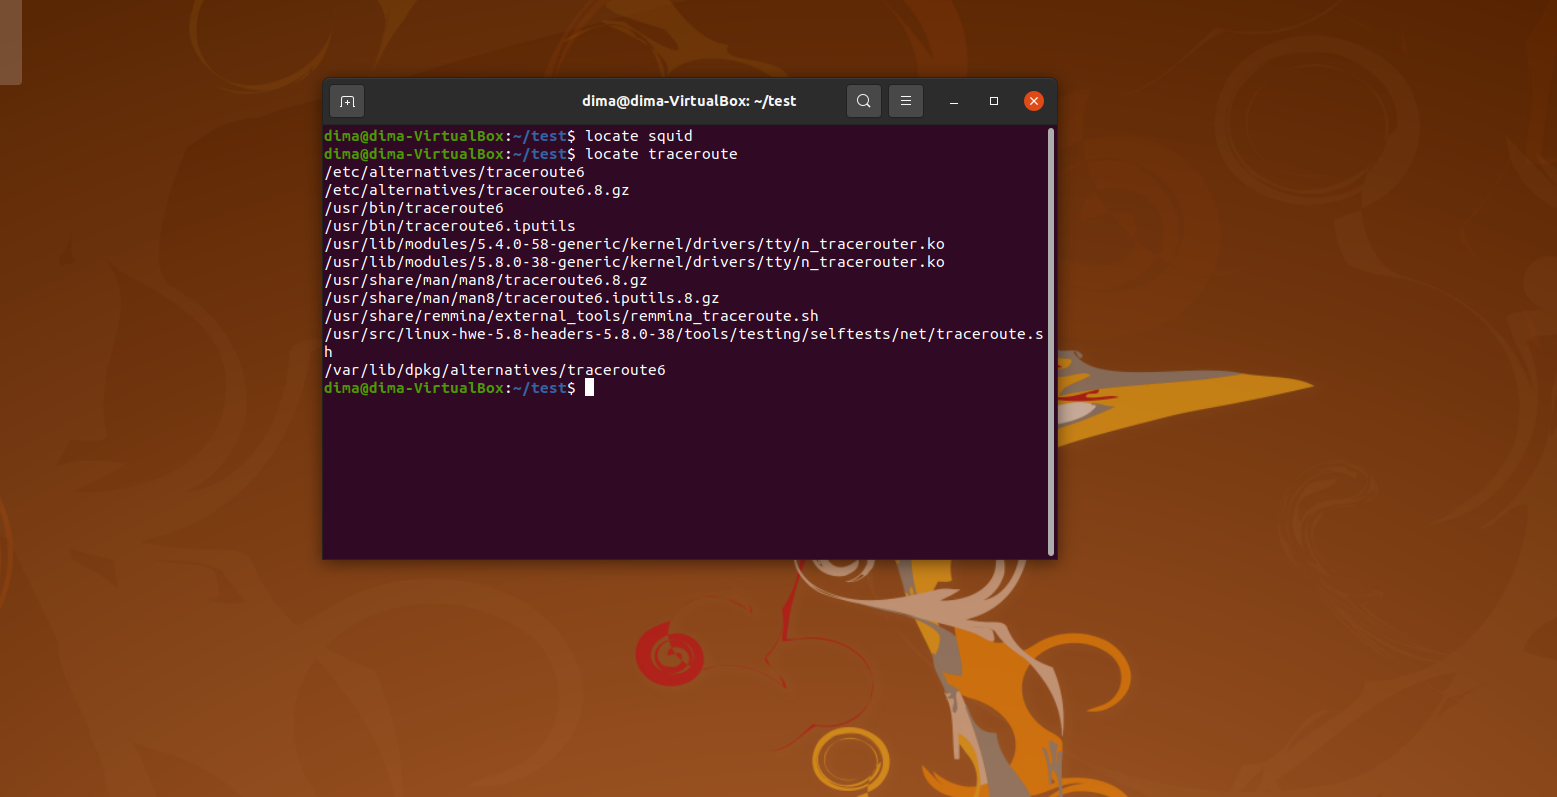 dima@dima-VirtualBox: ~/test
dima@dima-VirtualBox:~/test$ locate squid
dima@dima-VirtualBox:~/test$ locate traceroute
/etc/alternatives/traceroute6
/etc/alternatives/traceroute6.8.gz
/usr/bin/traceroute6
/usr/bin/traceroute6.iputils
/usr/lib/modules/5.4.0-58-generic/kernel/drivers/tty/n_tracerouter.ko
/usr/lib/modules/5.8.0-38-generic/kernel/drivers/tty/n_tracerouter.ko
/usr/share/man/man8/traceroute6.8.gz
/usr/share/man/man8/traceroute6.iputils.8.gz
/usr/share/remmina/external_tools/remmina_traceroute.sh
/usr/src/linux-hwe-5.8-headers-5.8.0-38/tools/testing/selftests/net/traceroute.s
h
/var/lib/dpkg/alternatives/traceroute6
dima@dima-VirtualBox:~/test$